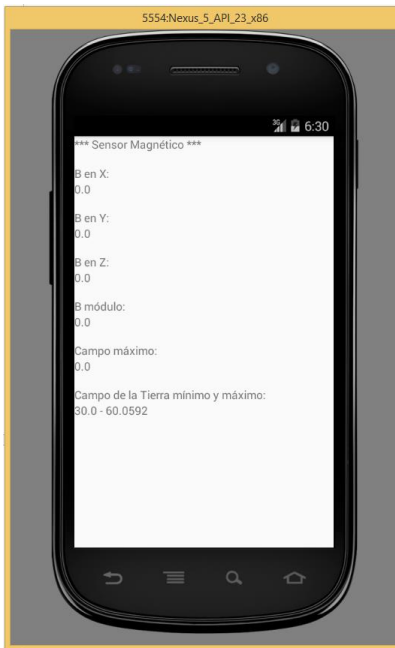 5554:Nexus_5_API_23_x86
3G 6:30
*** Sensor Magnético ***
B en X:
0.0
B en Y:
0.0
B en Z:
0.0
B módulo:
0.0
Campo máximo:
0.0
Campo de la Tierra mínimo y máximo:
30.0 - 60.0592